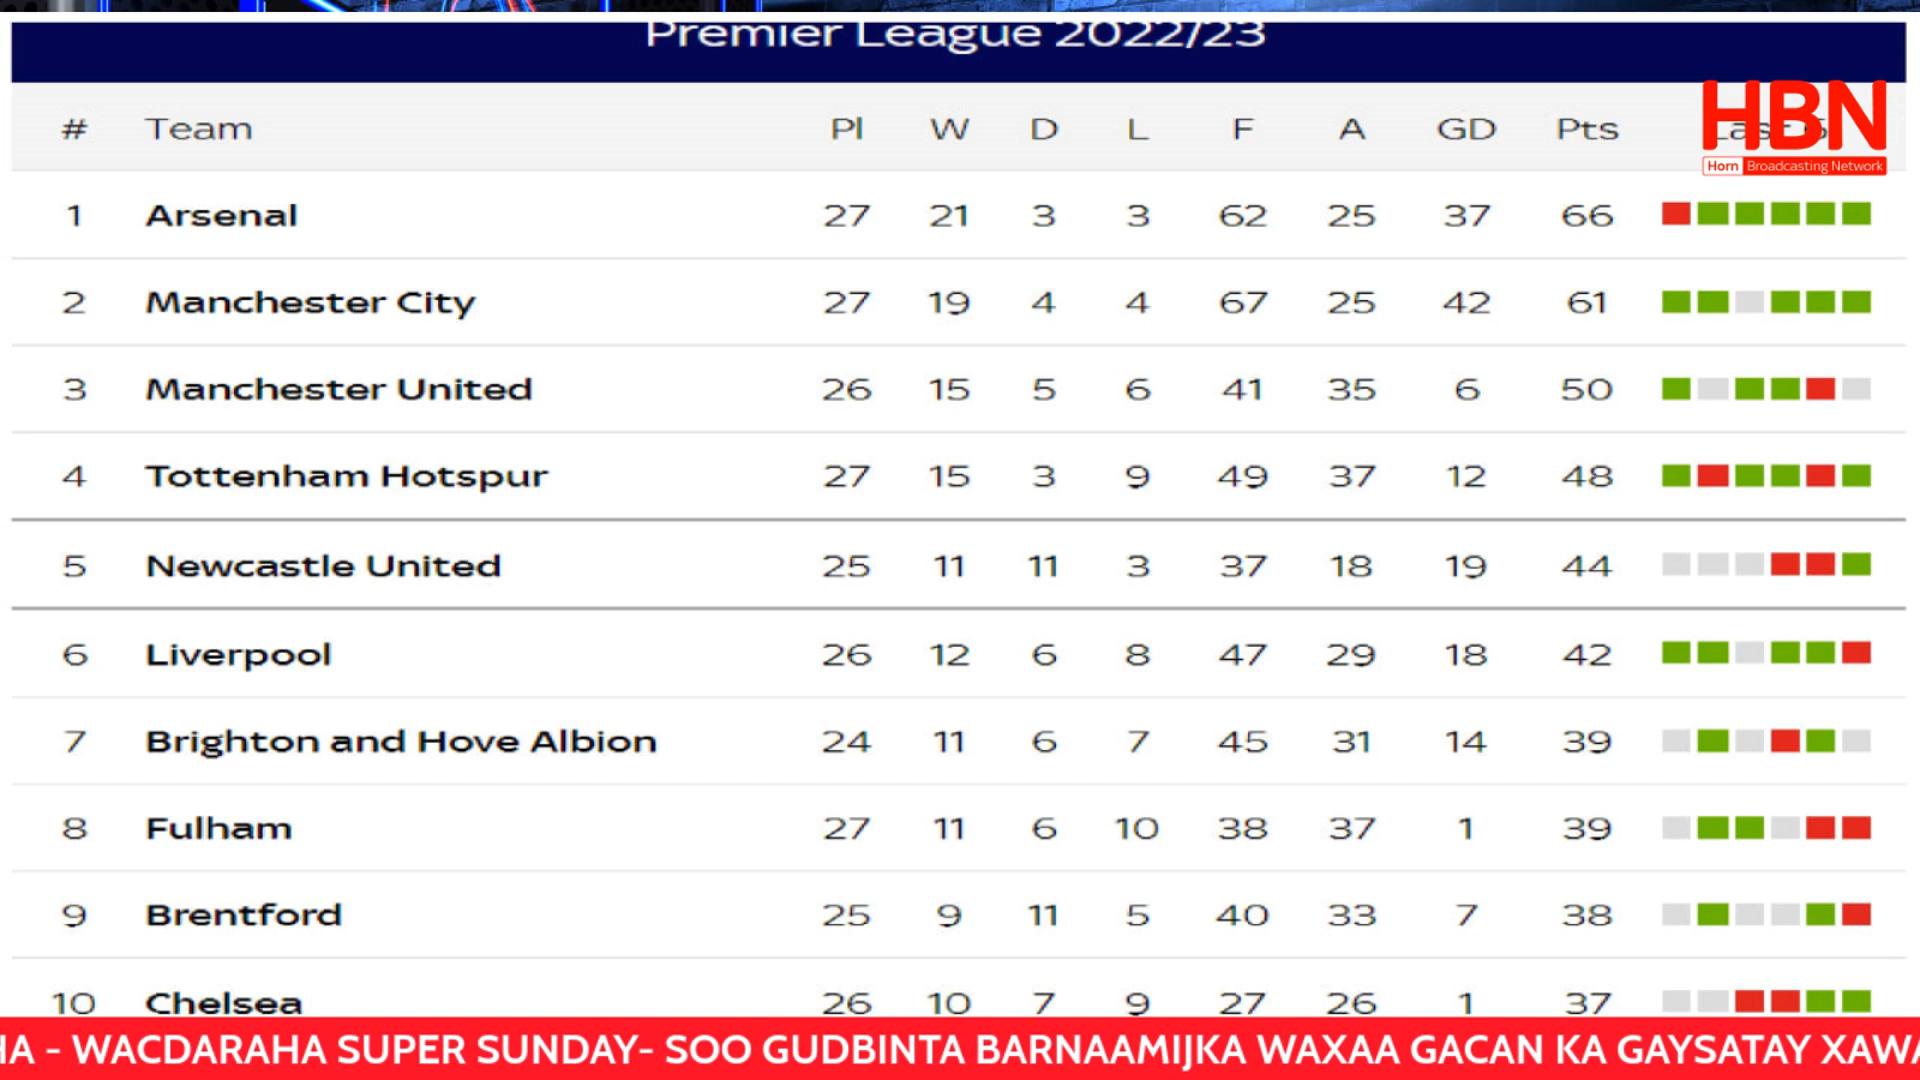 Premier League 2022/23
# Team Pl W D L F A GD Pts Last 6
HBN
Horn Broadcasting Network
1 Arsenal 27 21 3 3 62 25 37 66
2 Manchester City 27 19 4 4 67 25 42 61
3 Manchester United 26 15 5 6 41 35 6 50
4 Tottenham Hotspur 27 15 3 9 49 37 12 48
5 Newcastle United 25 11 11 3 37 18 19 44
6 Liverpool 26 12 6 8 47 29 18 42
7 Brighton and Hove Albion 24 11 6 7 45 31 14 39
8 Fulham 27 11 6 10 38 37 1 39
9 Brentford 25 9 11 5 40 33 7 38
10 Chelsea 26 10 7 9 27 26 1 37
HA - WACDARAHA SUPER SUNDAY- SOO GUDBINTA BARNAAMIJKA WAXAA GACAN KA GAYSATAY XAWA